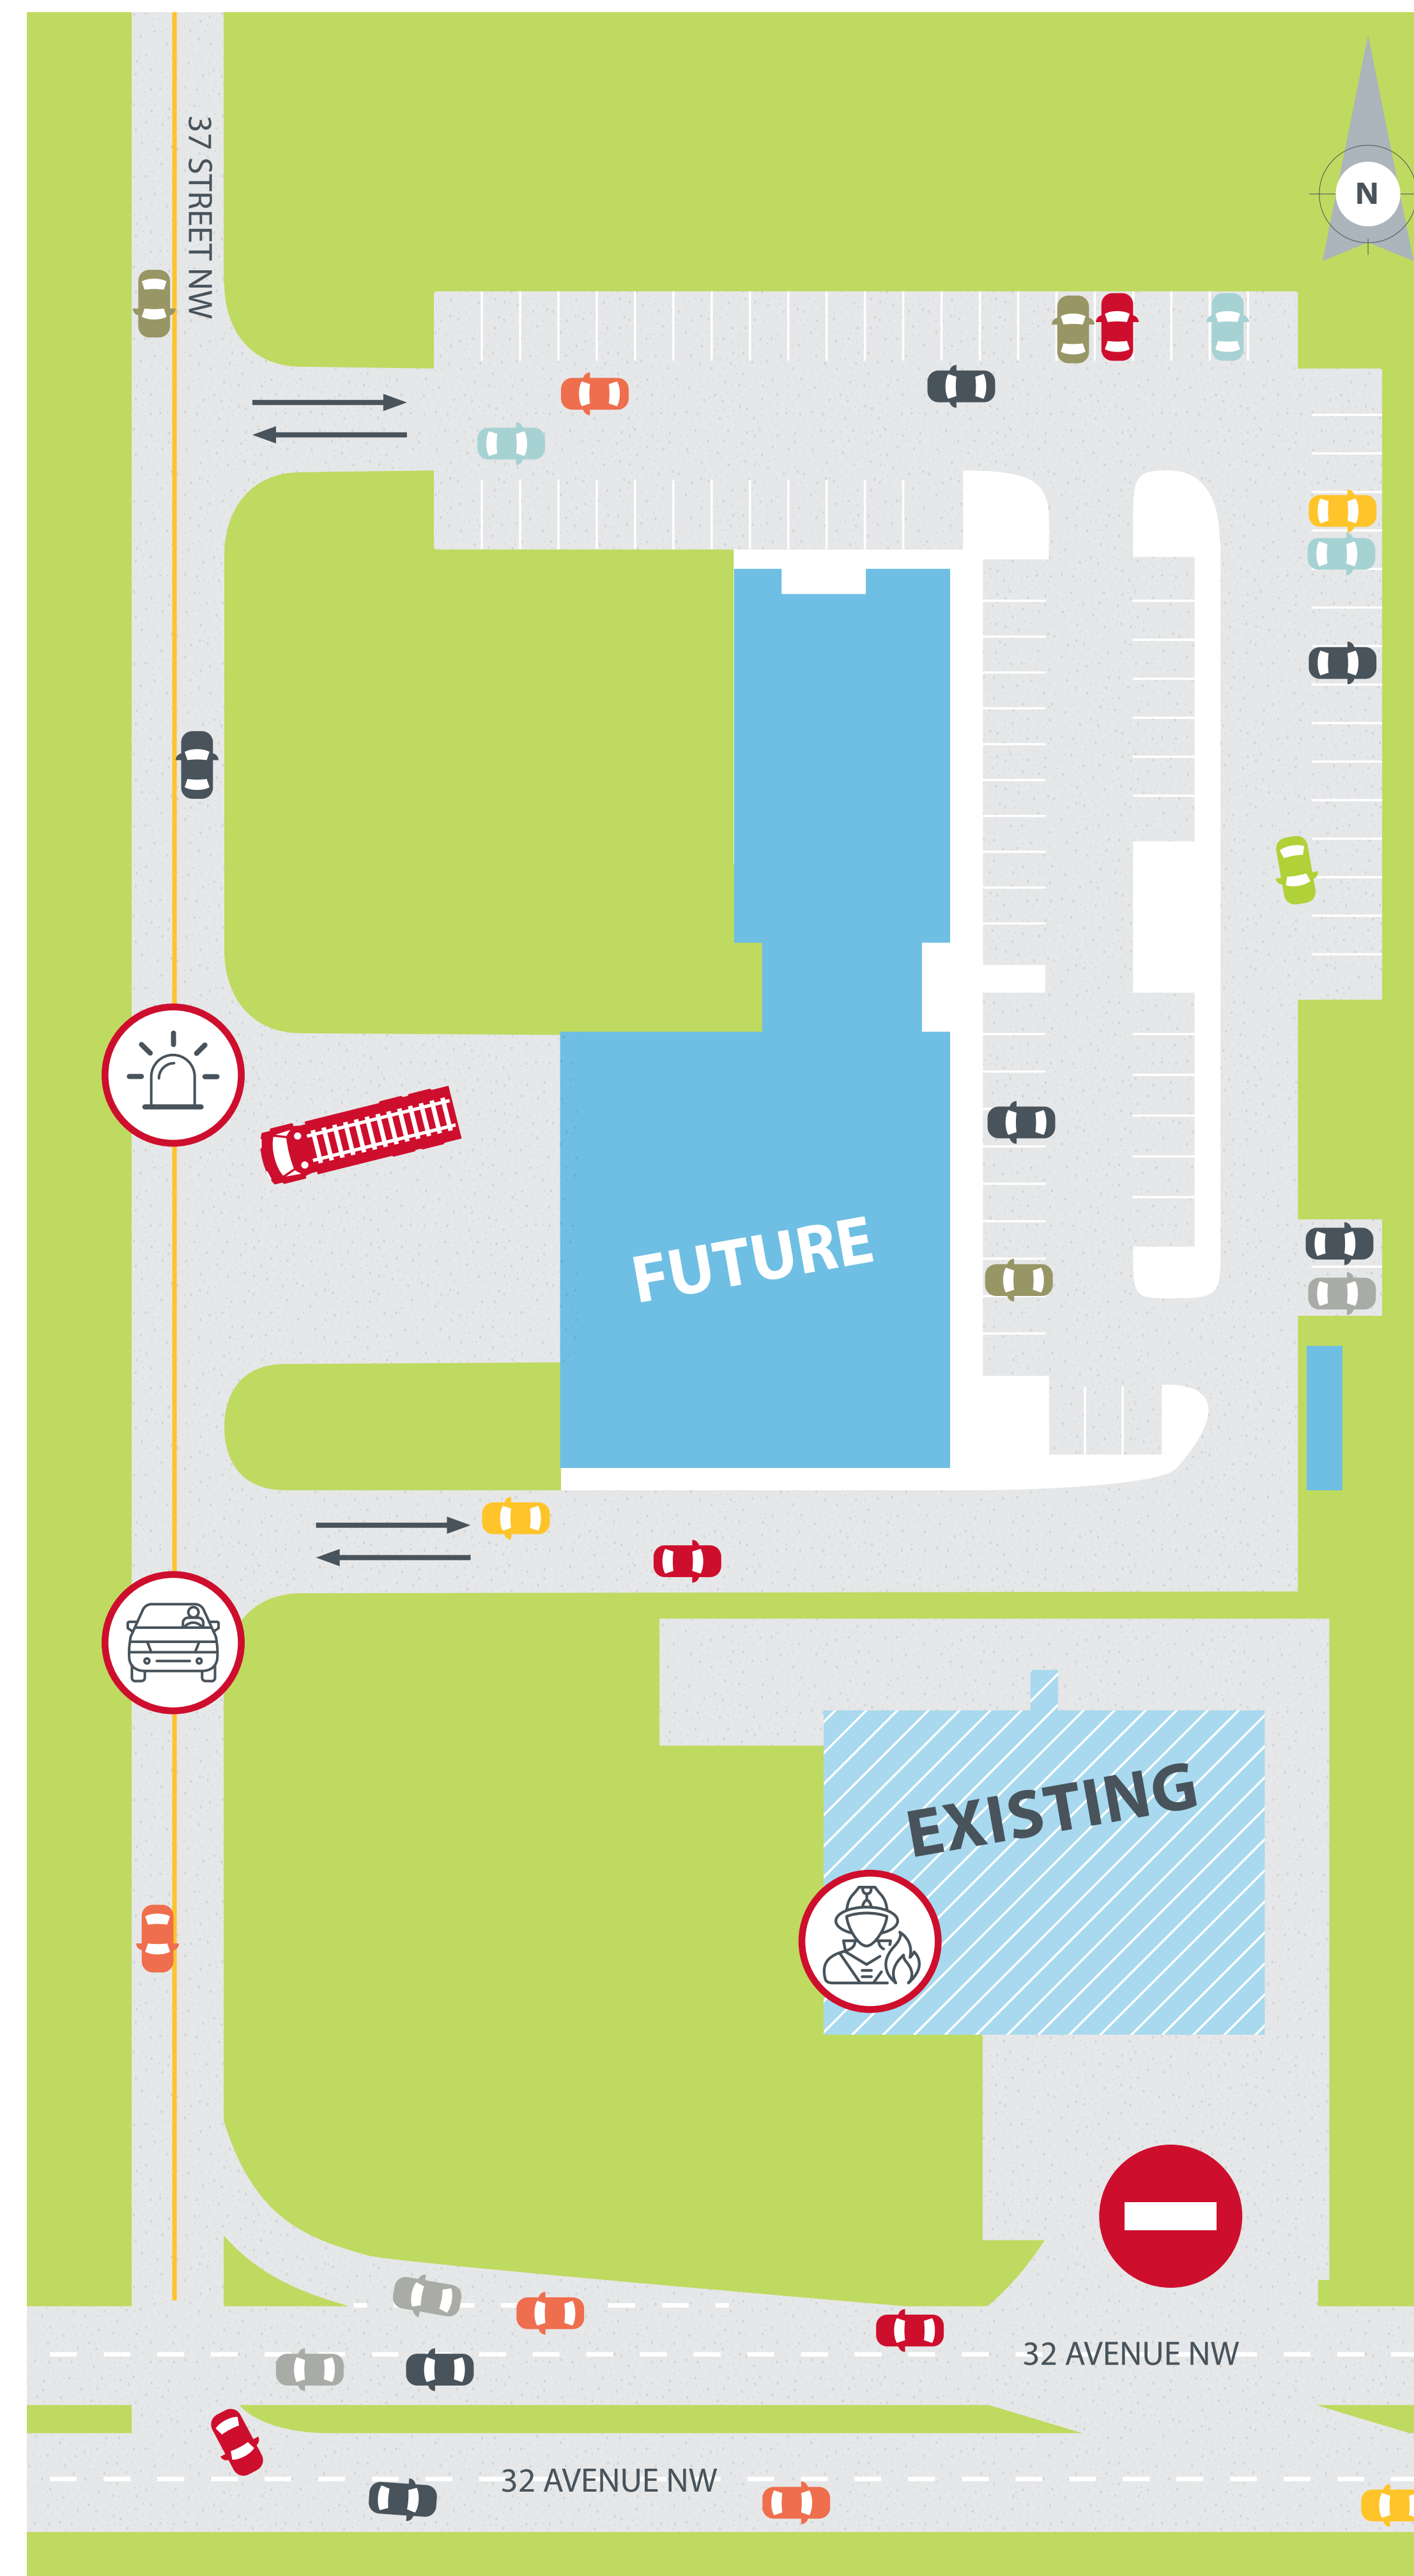 37 STREET NW
N
FUTURE
EXISTING
32 AVENUE NW
32 AVENUE NW